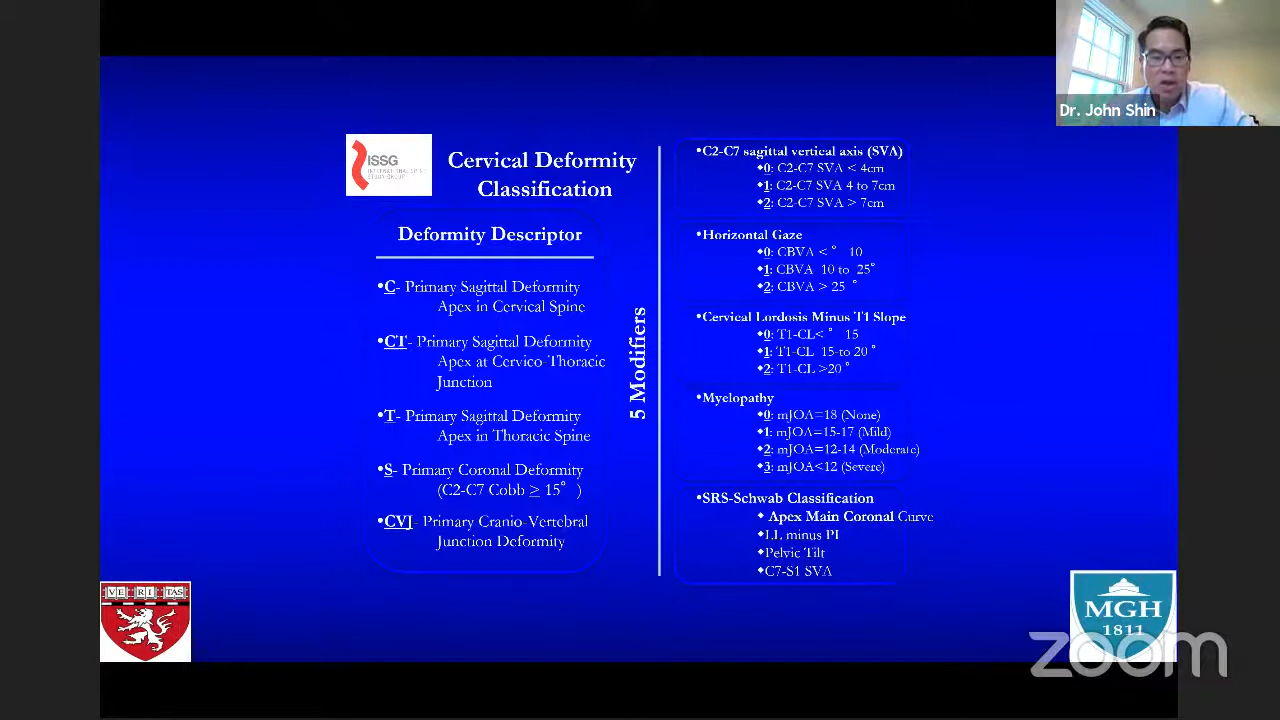 Dr. John Shin
ISSG
INTERNATIONAL SPINE
STUDY GROUP
Cervical Deformity
Classification
Deformity Descriptor
•C- Primary Sagittal Deformity
Apex in Cervical Spine
•CT- Primary Sagittal Deformity
Apex at Cervico-Thoracic
Junction
•T- Primary Sagittal Deformity
Apex in Thoracic Spine
•S- Primary Coronal Deformity
(C2-C7 Cobb ≥ 15° )
•CVJ- Primary Cranio-Vertebral
Junction Deformity
5 Modifiers
•C2-C7 sagittal vertical axis (SVA)
◆0: C2-C7 SVA < 4cm
◆1: C2-C7 SVA 4 to 7cm
◆2: C2-C7 SVA > 7cm
•Horizontal Gaze
◆0: CBVA < ° 10
◆1: CBVA 10 to 25°
◆2: CBVA > 25 °
•Cervical Lordosis Minus T1 Slope
◆0: T1-CL< ° 15
◆1: T1-CL 15-to 20 °
◆2: T1-CL >20 °
•Myelopathy
◆0: mJOA=18 (None)
◆1: mJOA=15-17 (Mild)
◆2: mJOA=12-14 (Moderate)
◆3: mJOA<12 (Severe)
•SRS-Schwab Classification
◆ Apex Main Coronal Curve
◆LL minus PI
◆Pelvic Tilt
◆C7-S1 SVA
VE RI TAS
MGH
1811
zoom